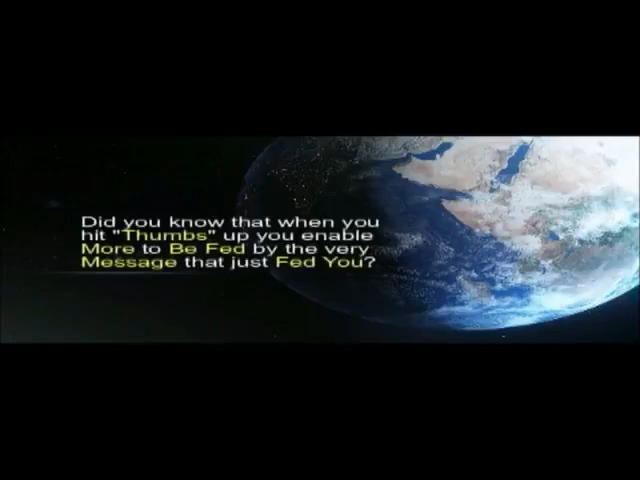 Did you know that when you
hit "Thumbs" up you enable
More to Be Fed by the very
Message that just Fed You?